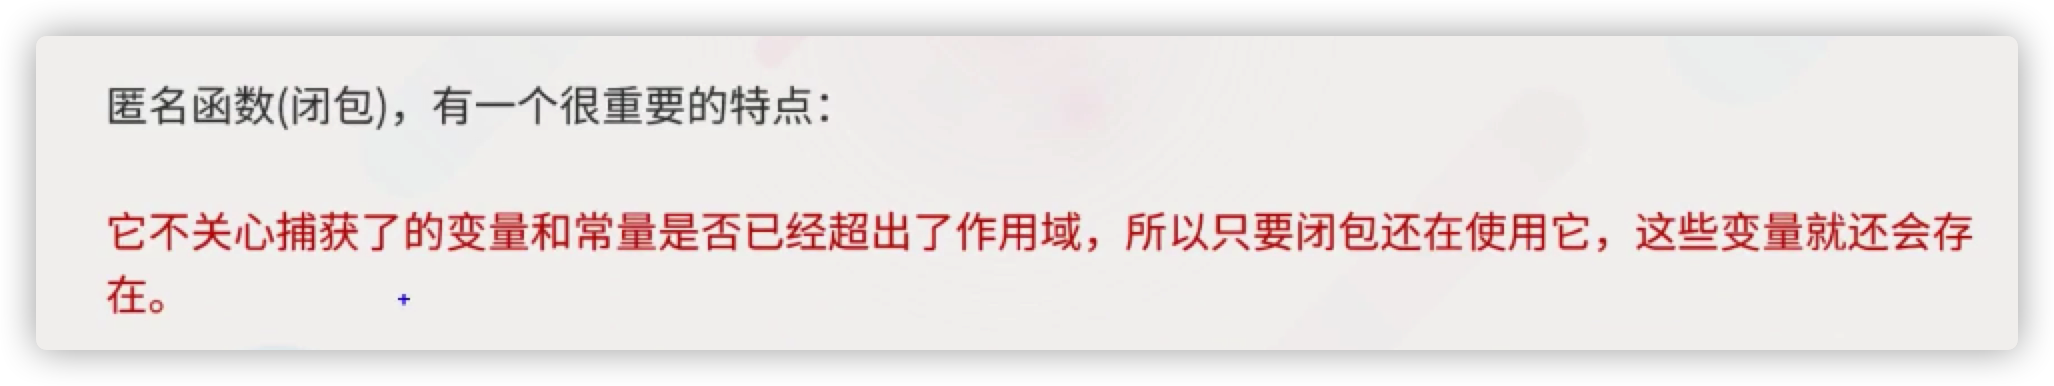 匿名函数(闭包)，有一个很重要的特点：
它不关心捕获了的变量和常量是否已经超出了作用域，所以只要闭包还在使用它，这些变量就还会存
在。